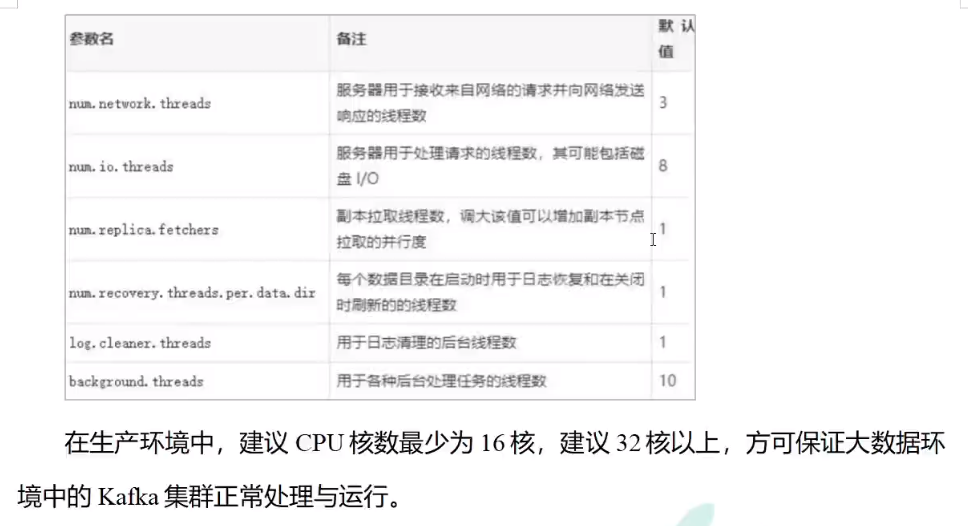 参数名 备注 默认值
num.network.threads 服务器用于接收来自网络的请求并向网络发送
响应的线程数 3
num.io.threads 服务器用于处理请求的线程数，其可能包括磁
盘 I/O 8
num.replica.fetchers 副本拉取线程数，调大该值可以增加副本节点
拉取的并行度 1
num.recovery.threads.per.data.dir 每个数据目录在启动时用于日志恢复和在关闭
时刷新的的线程数 1
log.cleaner.threads 用于日志清理的后台线程数 1
background.threads 用于各种后台处理任务的线程数 10
在生产环境中，建议 CPU 核数最少为 16 核，建议 32 核以上，方可保证大数据环
境中的 Kafka 集群正常处理与运行。